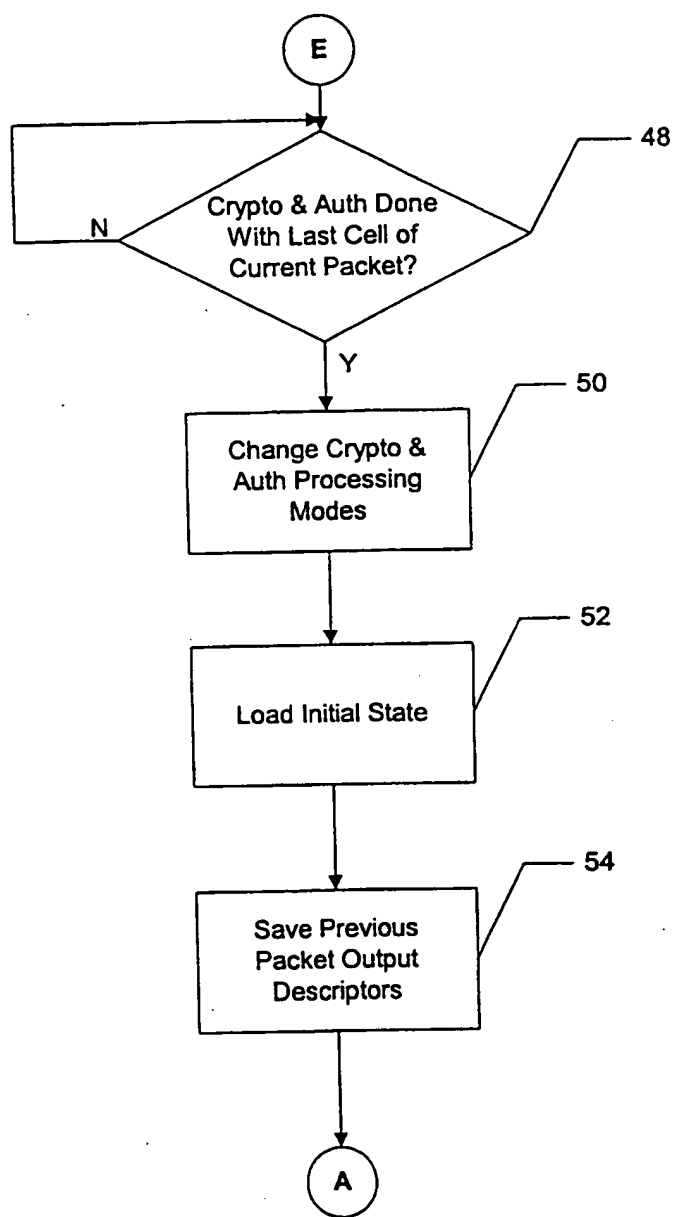 E
48
Crypto & Auth Done
With Last Cell of
Current Packet?
N
Y
50
Change Crypto &
Auth Processing
Modes
52
Load Initial State
54
Save Previous
Packet Output
Descriptors
A